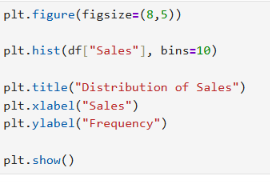 plt.figure(figsize=(8,5))
plt.hist(df["Sales"], bins=10)
plt.title("Distribution of Sales")
plt.xlabel("Sales")
plt.ylabel("Frequency")
plt.show()